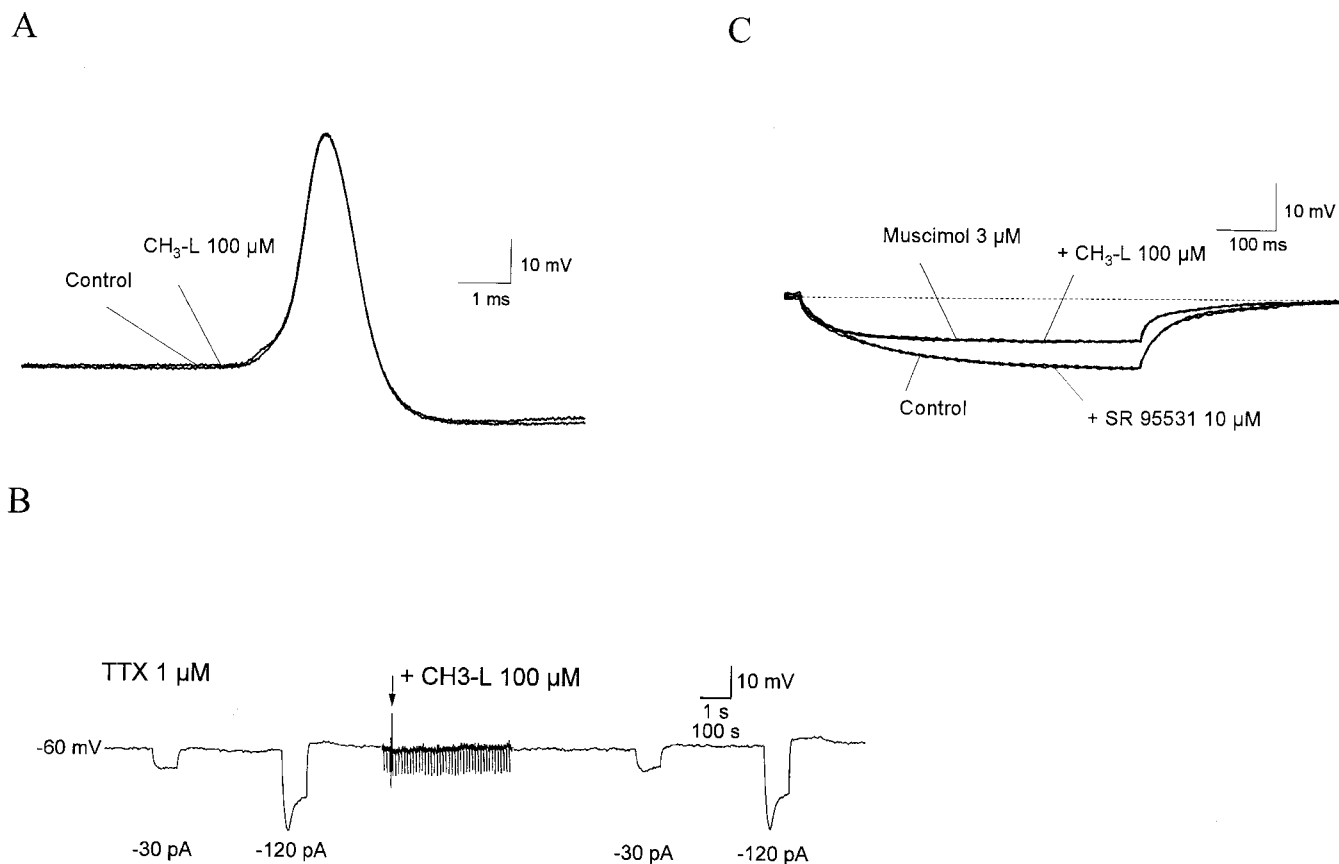 A
CH₃-L 100 µM
Control
10 mV
1 ms
C
10 mV
100 ms
Muscimol 3 µM
+ CH₃-L 100 µM
Control
+ SR 95531 10 µM
B
TTX 1 µM
+ CH3-L 100 µM
10 mV
1 s
100 s
-60 mV
-30 pA
-120 pA
-30 pA
-120 pA